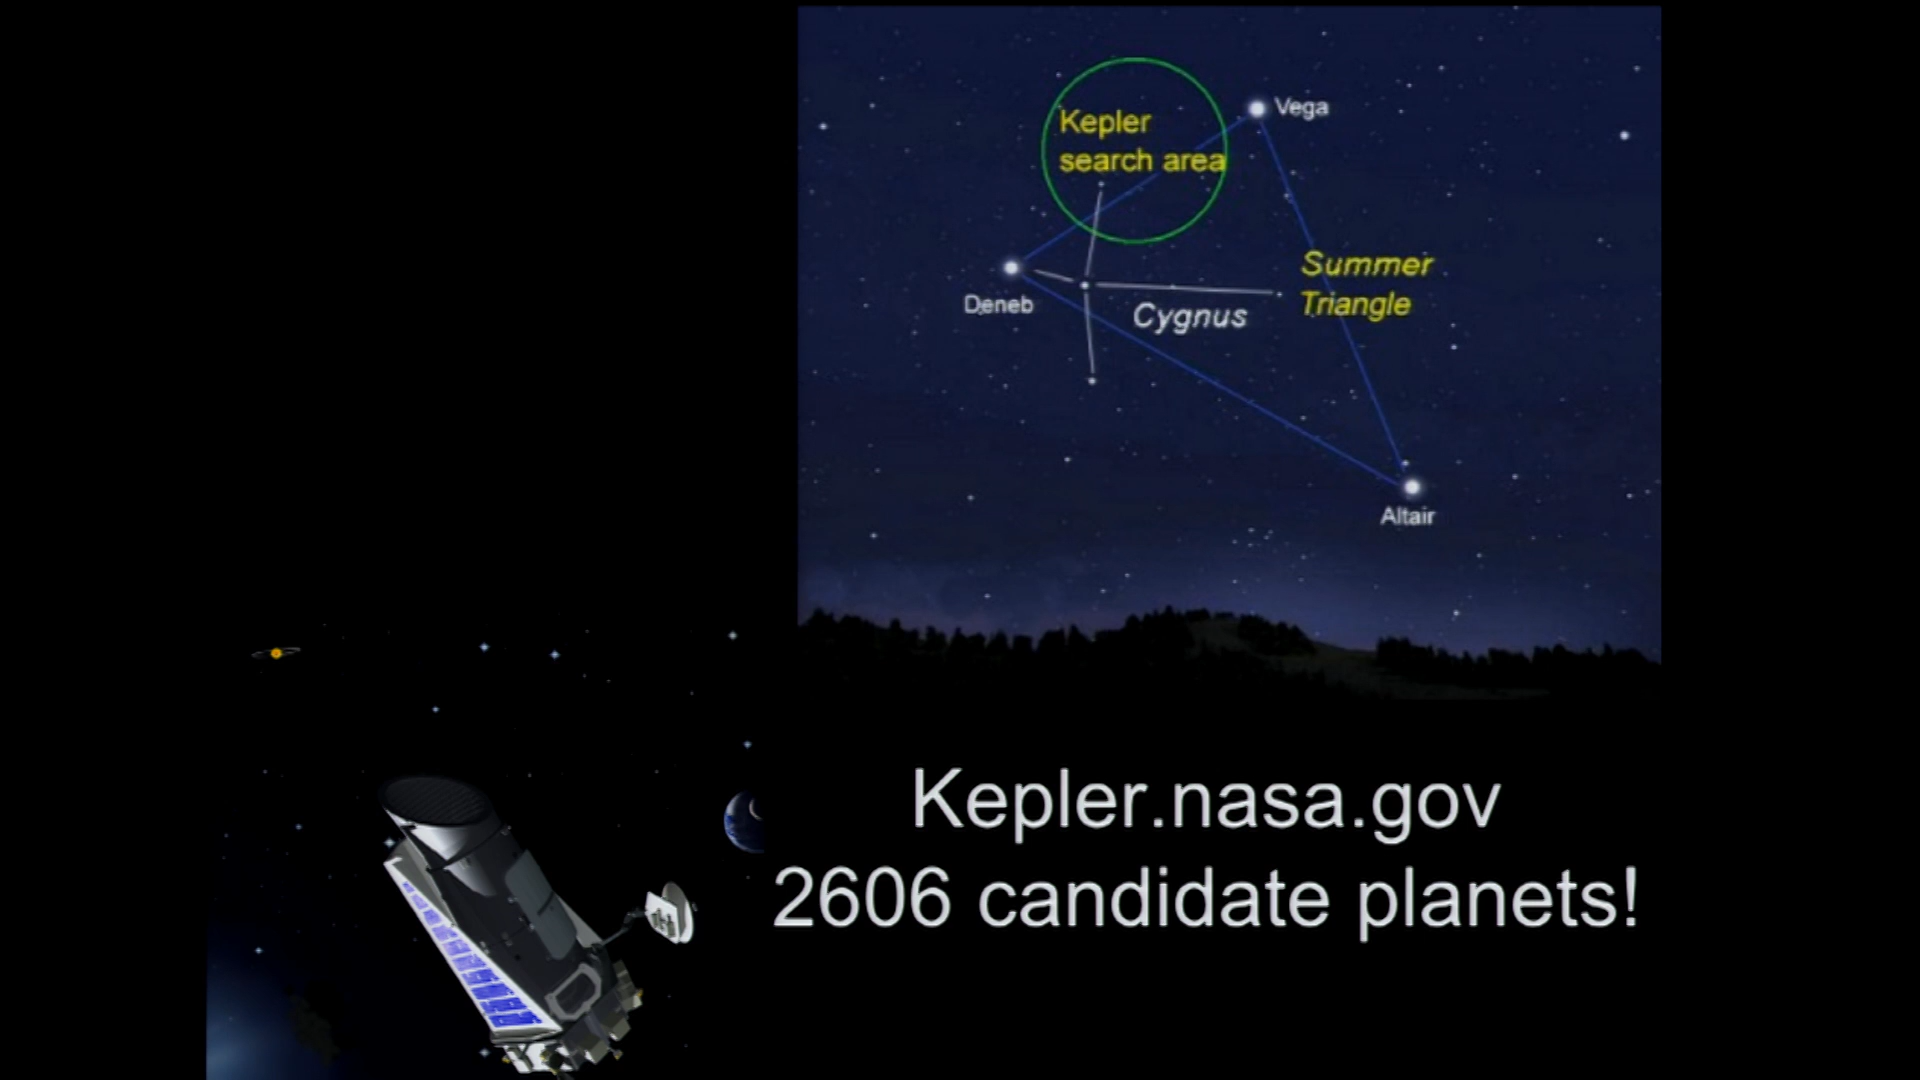 Kepler
search area
Vega
Summer
Triangle
Deneb
Cygnus
Altair
Kepler.nasa.gov
2606 candidate planets!